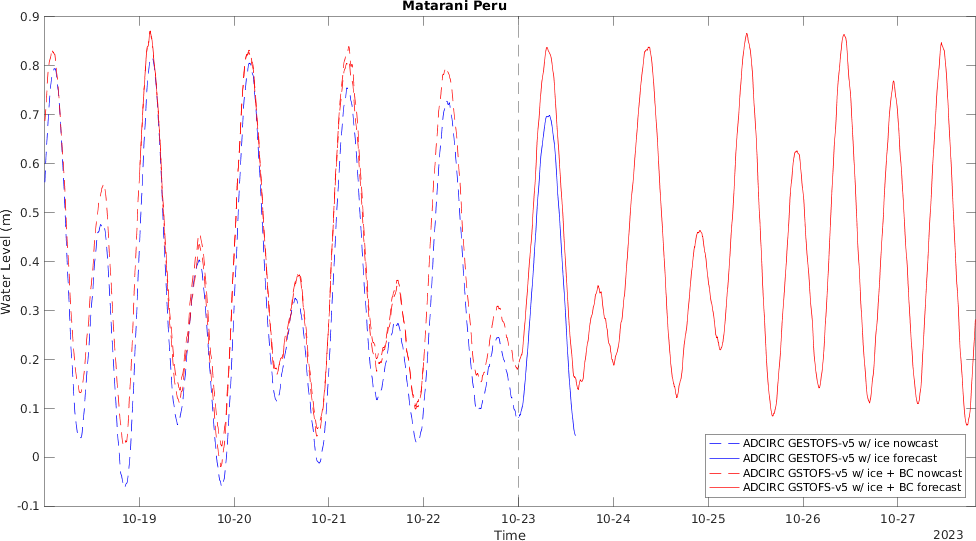 Matarani Peru
0.9
0.8
0.7
0.6
0.5
0.4
0.3
0.2
0.1
0
-0.1
Water Level (m)
ADCIRC GESTOFS-v5 w/ ice nowcast
ADCIRC GESTOFS-v5 w/ ice forecast
ADCIRC GSTOFS-v5 w/ ice + BC nowcast
ADCIRC GSTOFS-v5 w/ ice + BC forecast
10-19 10-20 10-21 10-22 10-23 10-24 10-25 10-26 10-27
Time
2023